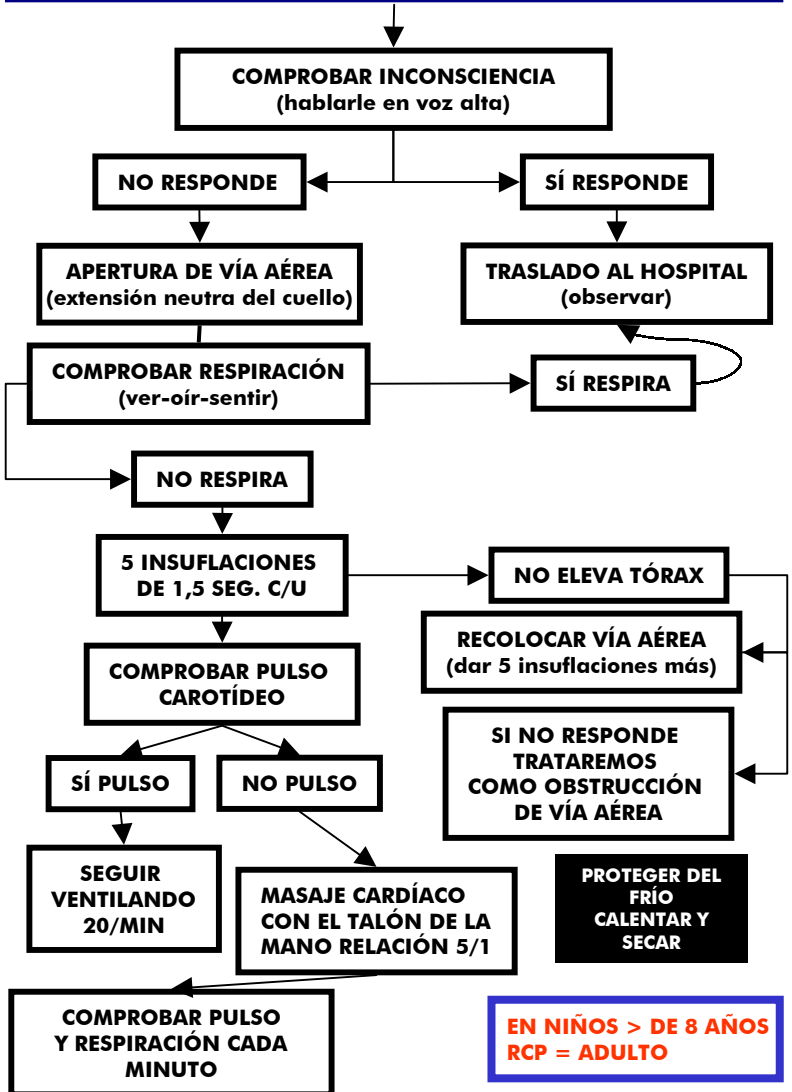 COMPROBAR INCONSCIENCIA
(hablarle en voz alta)
NO RESPONDE
SÍ RESPONDE
APERTURA DE VÍA AÉREA
(extensión neutra del cuello)
TRASLADO AL HOSPITAL
(observar)
COMPROBAR RESPIRACIÓN
(ver-oír-sentir)
SÍ RESPIRA
NO RESPIRA
5 INSUFLACIONES
DE 1,5 SEG. C/U
NO ELEVA TÓRAX
RECOLOCAR VÍA AÉREA
(dar 5 insuflaciones más)
COMPROBAR PULSO
CAROTÍDEO
SI NO RESPONDE
TRATAREMOS
COMO OBSTRUCCIÓN
DE VÍA AÉREA
SÍ PULSO
NO PULSO
SEGUIR
VENTILANDO
20/MIN
MASAJE CARDÍACO
CON EL TALÓN DE LA
MANO RELACIÓN 5/1
PROTEGER DEL
FRÍO
CALENTAR Y
SECAR
COMPROBAR PULSO
Y RESPIRACIÓN CADA
MINUTO
EN NIÑOS > DE 8 AÑOS
RCP = ADULTO